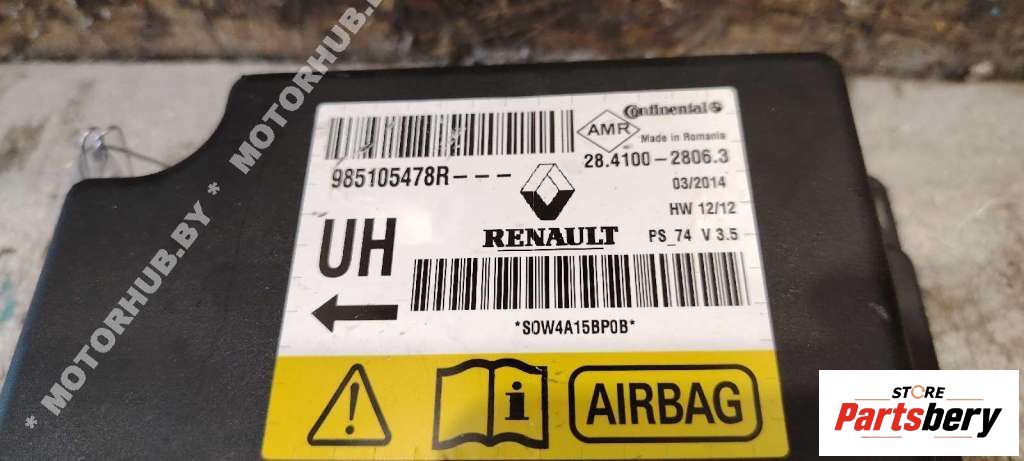 * MOTORHUB.BY * MOTORHUB.BY
Continental
AMR
Made in Romania
985105478R---
28.4100-2806.3
03/2014
HW 12/12
UH
RENAULT
PS_74 V 3.5
*S0W4A15BP0B*
i
AIRBAG
STORE
Partsbery